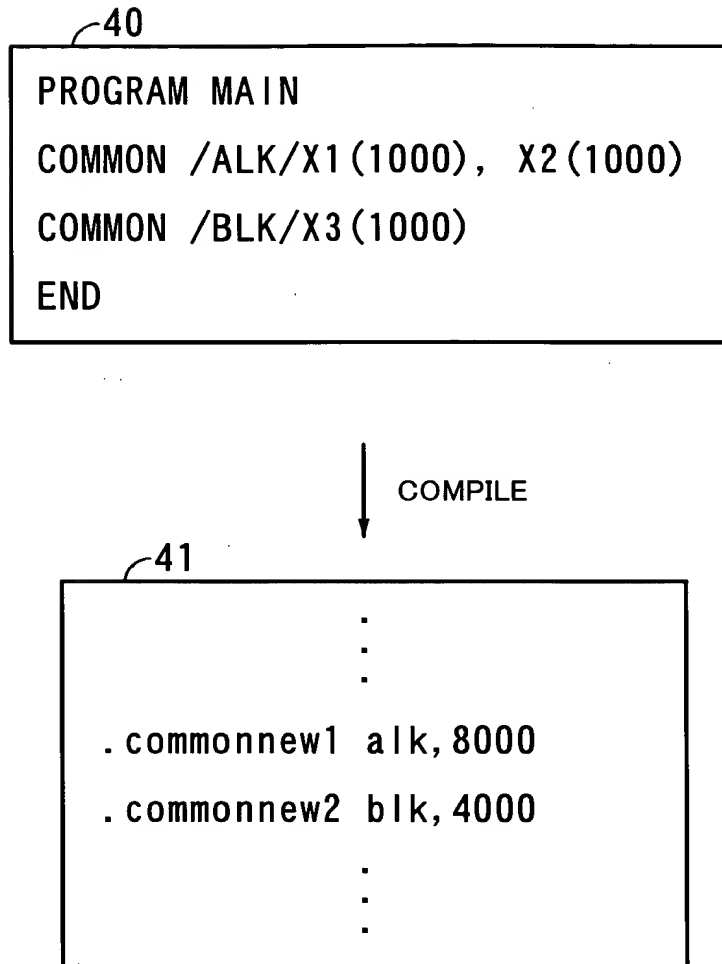 40
PROGRAM MAIN
COMMON /ALK/X1(1000), X2(1000)
COMMON /BLK/X3(1000)
END
COMPILE
41
.commonnew1 alk,8000
.commonnew2 blk,4000